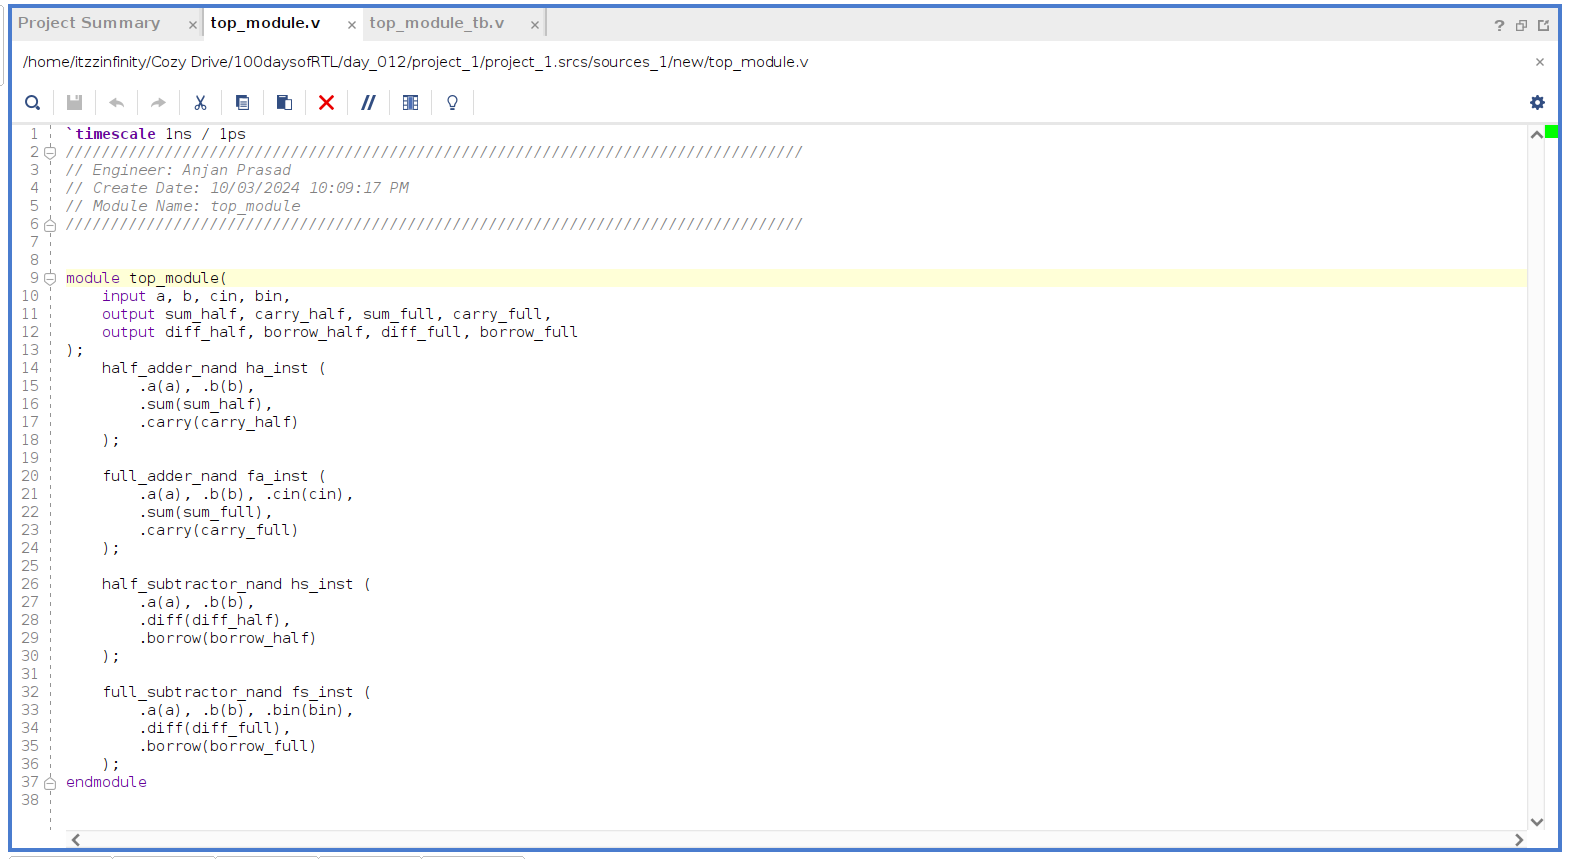 Project Summary × top_module.v × top_module_tb.v × ?
/home/itzzinfinity/Cozy Drive/100daysofRTL/day_012/project_1/project_1.srcs/sources_1/new/top_module.v ×
1 `timescale 1ns / 1ps
2 //////////////////////////////////////////////////////////////////////////////////
3 // Engineer: Anjan Prasad
4 // Create Date: 10/03/2024 10:09:17 PM
5 // Module Name: top_module
6 //////////////////////////////////////////////////////////////////////////////////
7
8
9 module top_module(
10     input a, b, cin, bin,
11     output sum_half, carry_half, sum_full, carry_full,
12     output diff_half, borrow_half, diff_full, borrow_full
13 );
14     half_adder_nand ha_inst (
15         .a(a), .b(b),
16         .sum(sum_half),
17         .carry(carry_half)
18     );
19
20     full_adder_nand fa_inst (
21         .a(a), .b(b), .cin(cin),
22         .sum(sum_full),
23         .carry(carry_full)
24     );
25
26     half_subtractor_nand hs_inst (
27         .a(a), .b(b),
28         .diff(diff_half),
29         .borrow(borrow_half)
30     );
31
32     full_subtractor_nand fs_inst (
33         .a(a), .b(b), .bin(bin),
34         .diff(diff_full),
35         .borrow(borrow_full)
36     );
37 endmodule
38